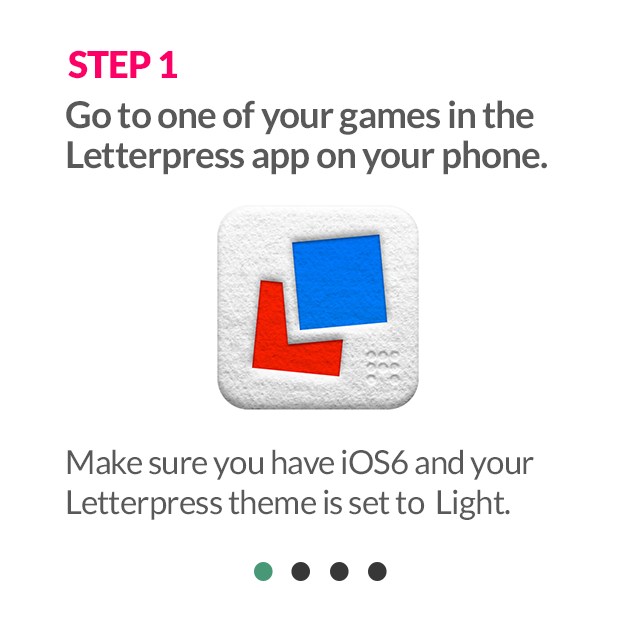 STEP 1
Go to one of your games in the
Letterpress app on your phone.
Make sure you have iOS6 and your
Letterpress theme is set to Light.